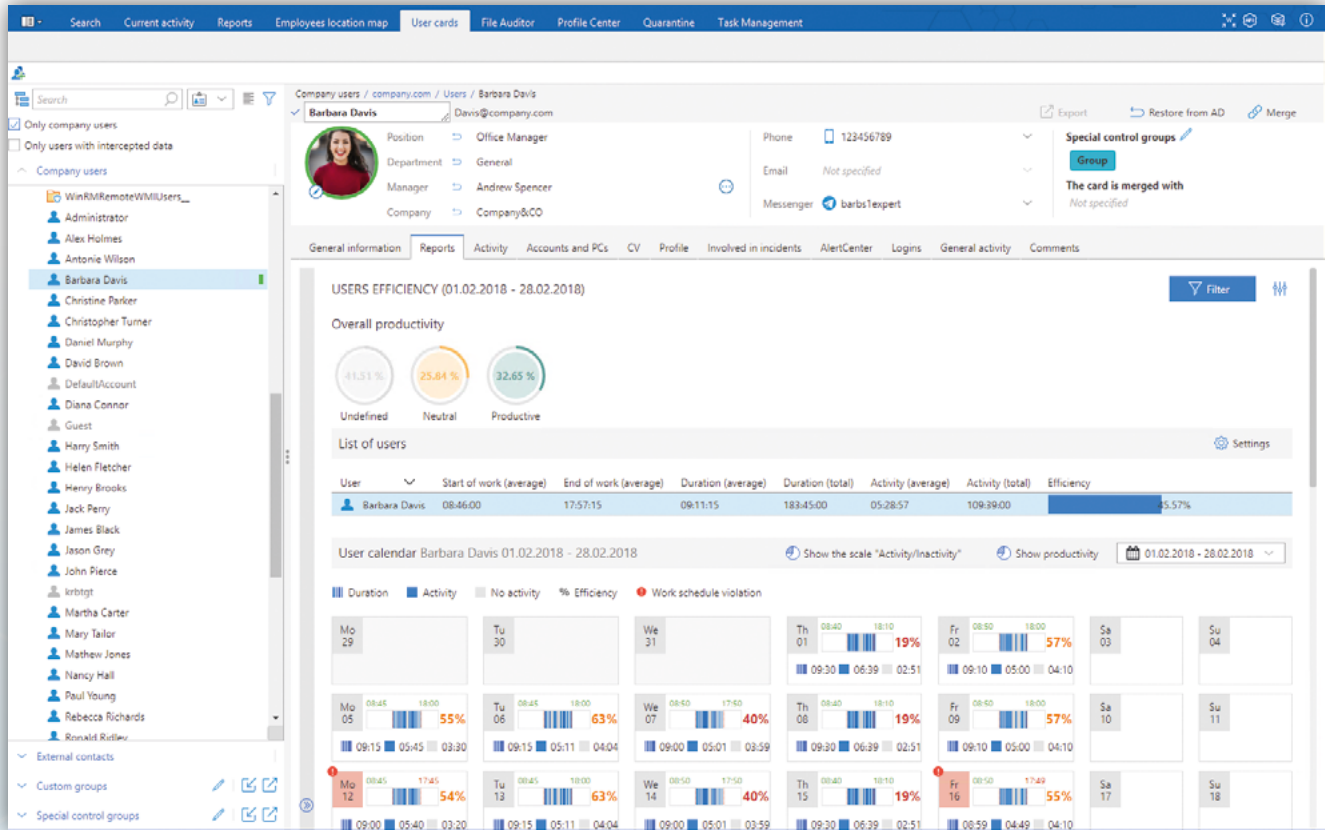 Search Current activity Reports Employees location map User cards File Auditor Profile Center Quarantine Task Management
Search
Only company users
Only users with intercepted data
Company users
WinRMRemoteWMIUsers__
Administrator
Alex Holmes
Antonie Wilson
Barbara Davis
Christine Parker
Christopher Turner
Daniel Murphy
David Brown
DefaultAccount
Diana Connor
Guest
Harry Smith
Helen Fletcher
Henry Brooks
Jack Perry
James Black
Jason Grey
John Pierce
krbtgt
Martha Carter
Mary Tailor
Mathew Jones
Nancy Hall
Paul Young
Rebecca Richards
Ronald Ridley
External contacts
Custom groups
Special control groups
Company users / company.com / Users / Barbara Davis
Barbara Davis Davis@company.com
Export Restore from AD Merge
Position Office Manager
Department General
Manager Andrew Spencer
Company Company&CO
Phone 123456789
Email Not specified
Messenger barbs1expert
Special control groups
Group
The card is merged with
Not specified
General information Reports Activity Accounts and PCs CV Profile Involved in incidents AlertCenter Logins General activity Comments
USERS EFFICIENCY (01.02.2018 - 28.02.2018)
Filter
Overall productivity
41.51 % 25.84 % 32.65 %
Undefined Neutral Productive
List of users
Settings
User Start of work (average) End of work (average) Duration (average) Duration (total) Activity (average) Activity (total) Efficiency
Barbara Davis 08:46:00 17:57:15 09:11:15 183:45:00 05:28:57 109:39:00 45.57%
User calendar Barbara Davis 01.02.2018 - 28.02.2018 Show the scale "Activity/Inactivity" Show productivity 01.02.2018 - 28.02.2018
Duration Activity No activity % Efficiency Work schedule violation
Mo 29
Tu 30
We 31
Th 01 08:40 18:10 19%
09:30 06:39 02:51
Fr 02 08:50 18:00 57%
09:10 05:00 04:10
Sa 03
Su 04
Mo 05 08:45 18:00 55%
09:15 05:45 03:30
Tu 06 08:45 18:00 63%
09:15 05:11 04:04
We 07 08:50 17:50 40%
09:00 05:01 03:59
Th 08 08:40 18:10 19%
09:30 06:39 02:51
Fr 09 08:50 18:00 57%
09:10 05:00 04:10
Sa 10
Su 11
Mo 12 08:45 17:45 54%
09:00 05:40 03:20
Tu 13 08:45 18:00 63%
09:15 05:11 04:04
We 14 08:50 17:50 40%
09:00 05:01 03:59
Th 15 08:40 18:10 19%
09:30 06:39 02:51
Fr 16 08:50 17:49 55%
08:59 04:49 04:10
Sa 17
Su 18